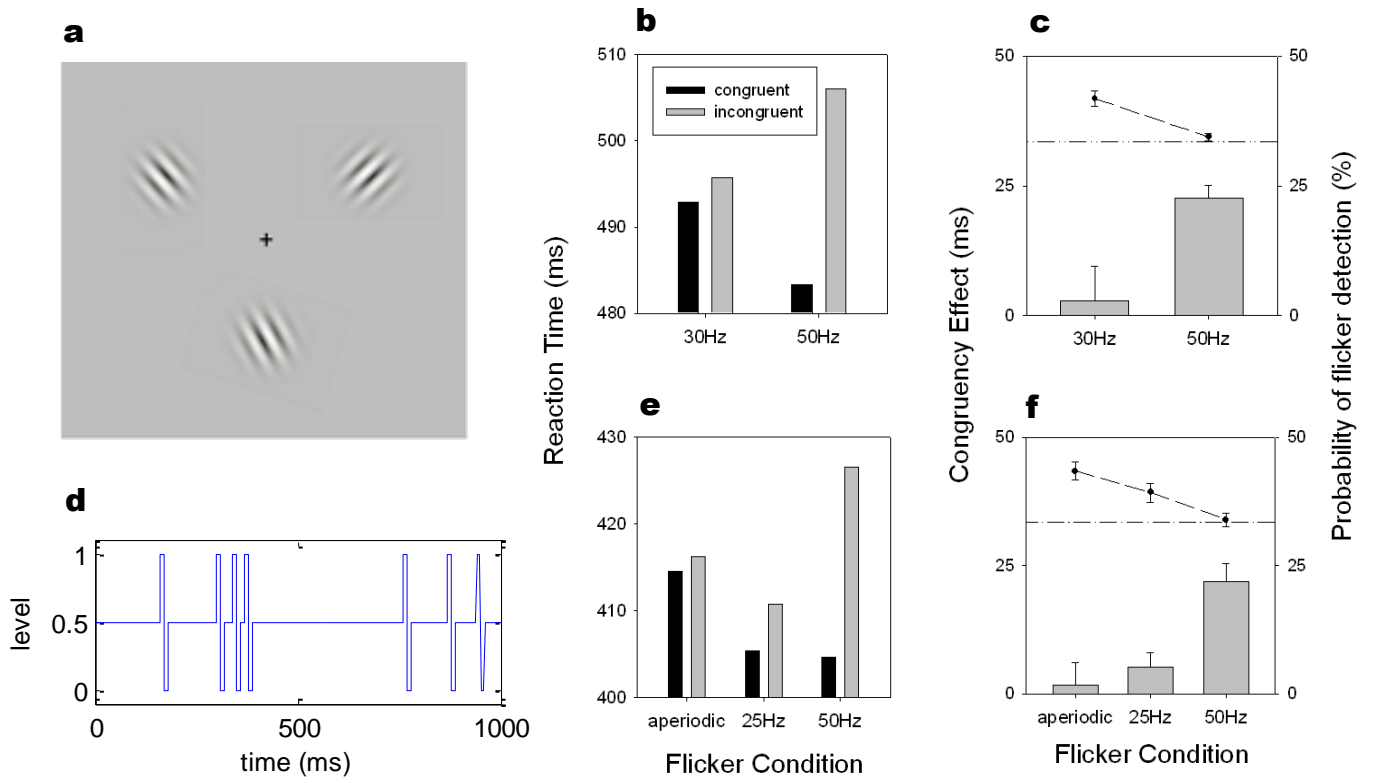 a
b
Reaction Time (ms)
510
500
490
480
congruent
incongruent
30Hz
50Hz
c
Congruency Effect (ms)
50
25
0
50
25
0
Probability of flicker detection (%)
30Hz
50Hz
d
level
1
0.5
0
0
500
1000
time (ms)
e
430
420
410
400
aperiodic
25Hz
50Hz
Flicker Condition
f
50
25
0
50
25
0
aperiodic
25Hz
50Hz
Flicker Condition